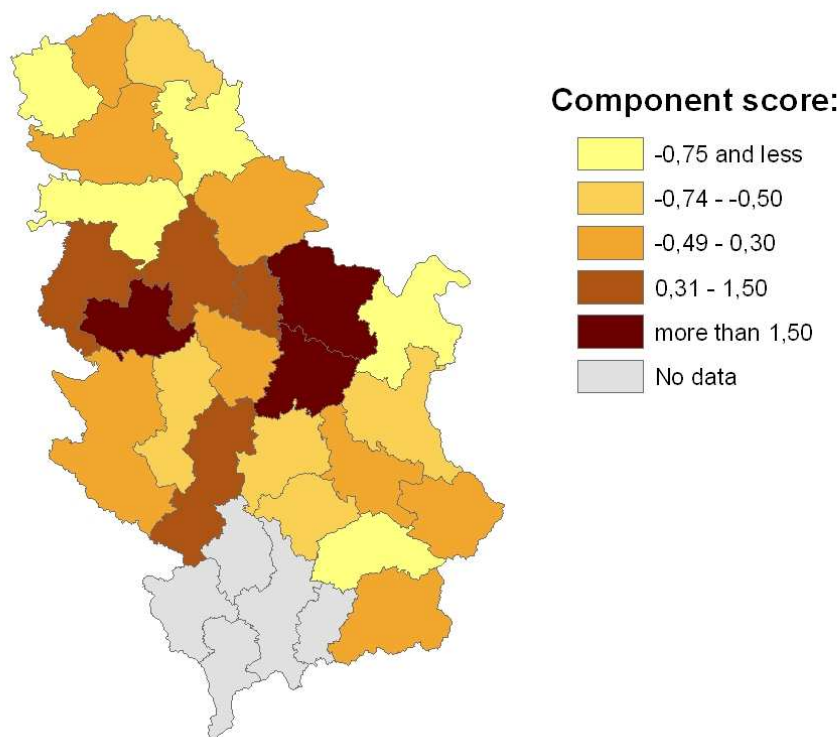 Component score:
-0,75 and less
-0,74 - -0,50
-0,49 - 0,30
0,31 - 1,50
more than 1,50
No data